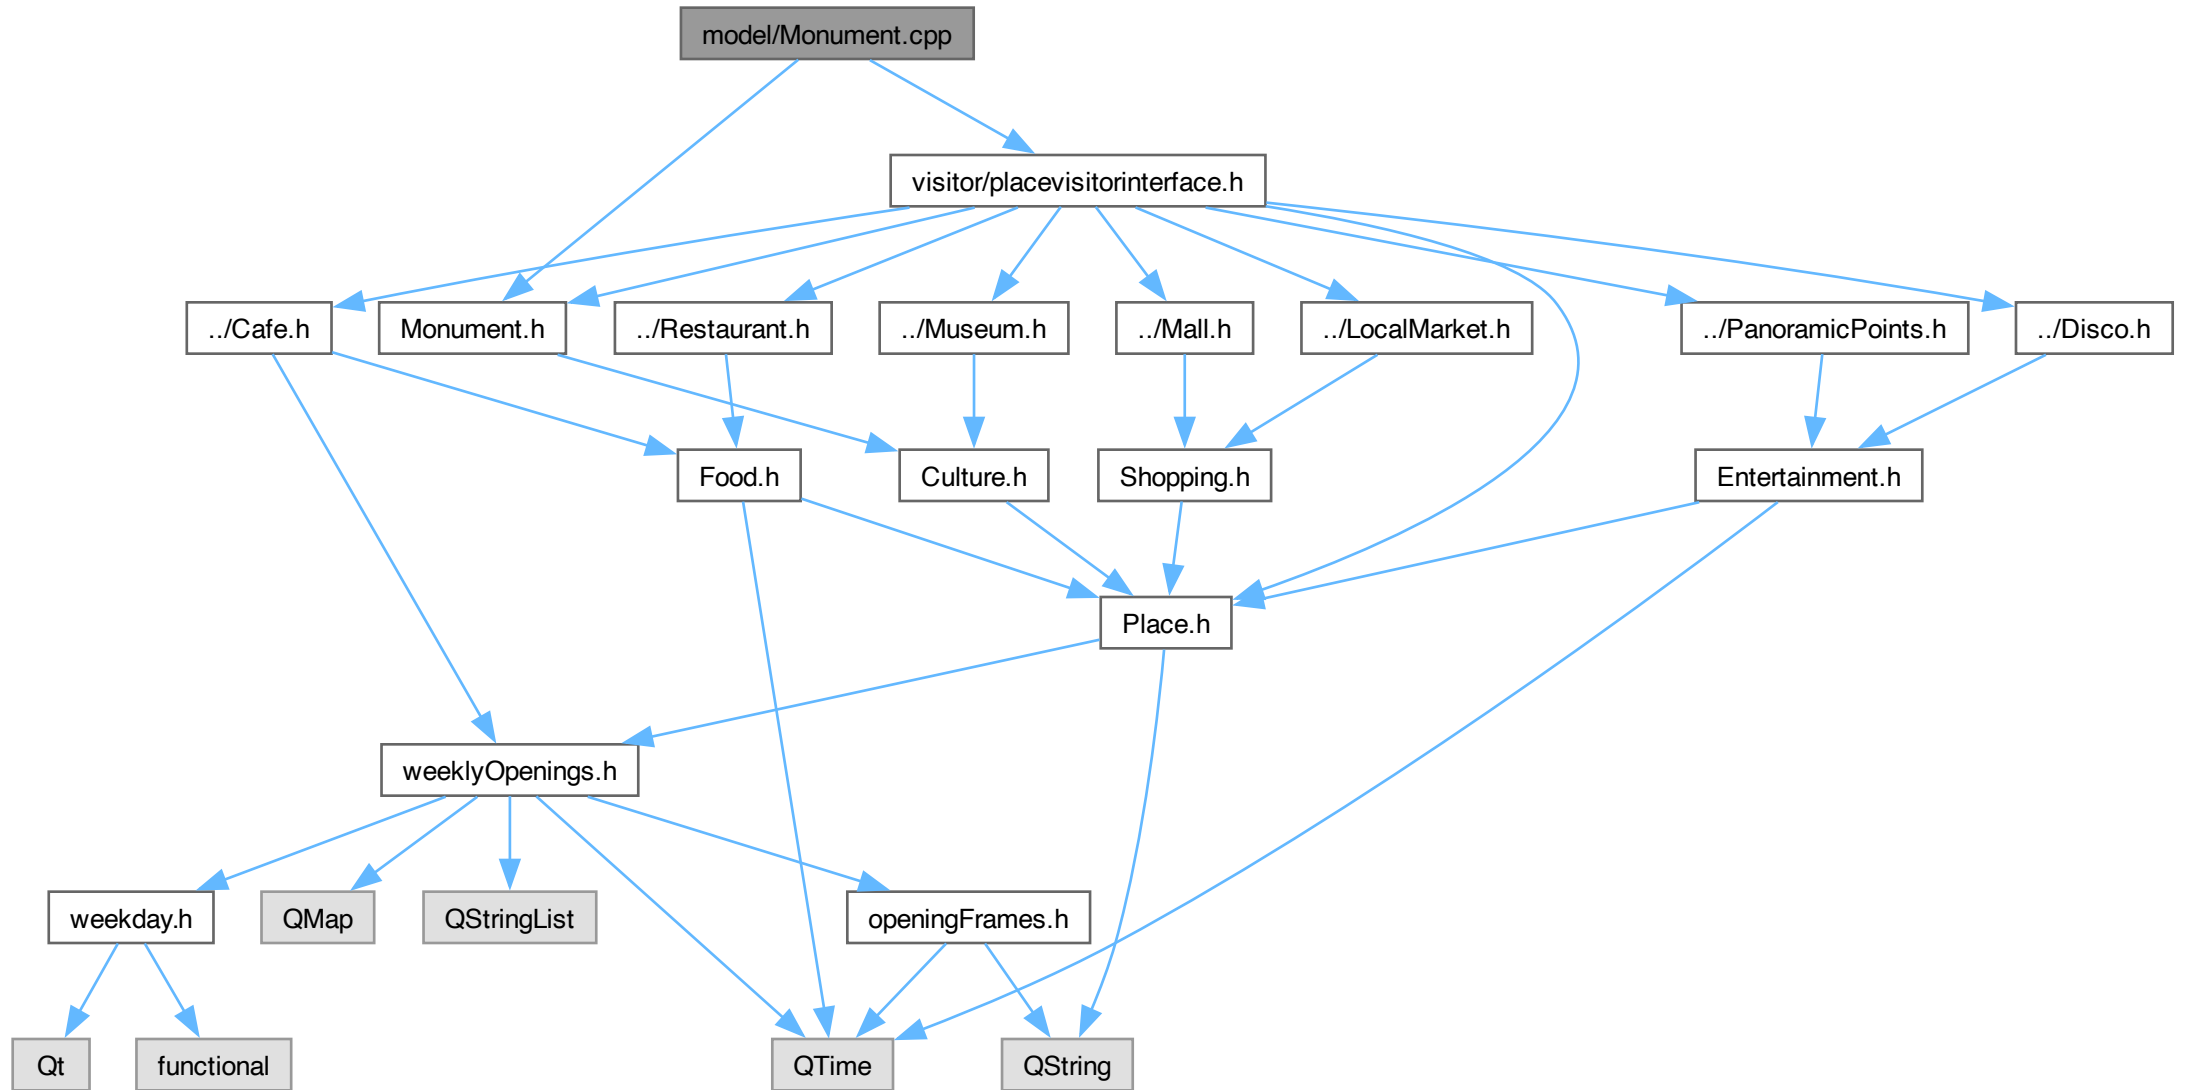 model/Monument.cpp
visitor/placevisitorinterface.h
../Cafe.h
Monument.h
../Restaurant.h
../Museum.h
../Mall.h
../LocalMarket.h
../PanoramicPoints.h
../Disco.h
Food.h
Culture.h
Shopping.h
Entertainment.h
Place.h
weeklyOpenings.h
weekday.h
QMap
QStringList
openingFrames.h
Qt
functional
QTime
QString